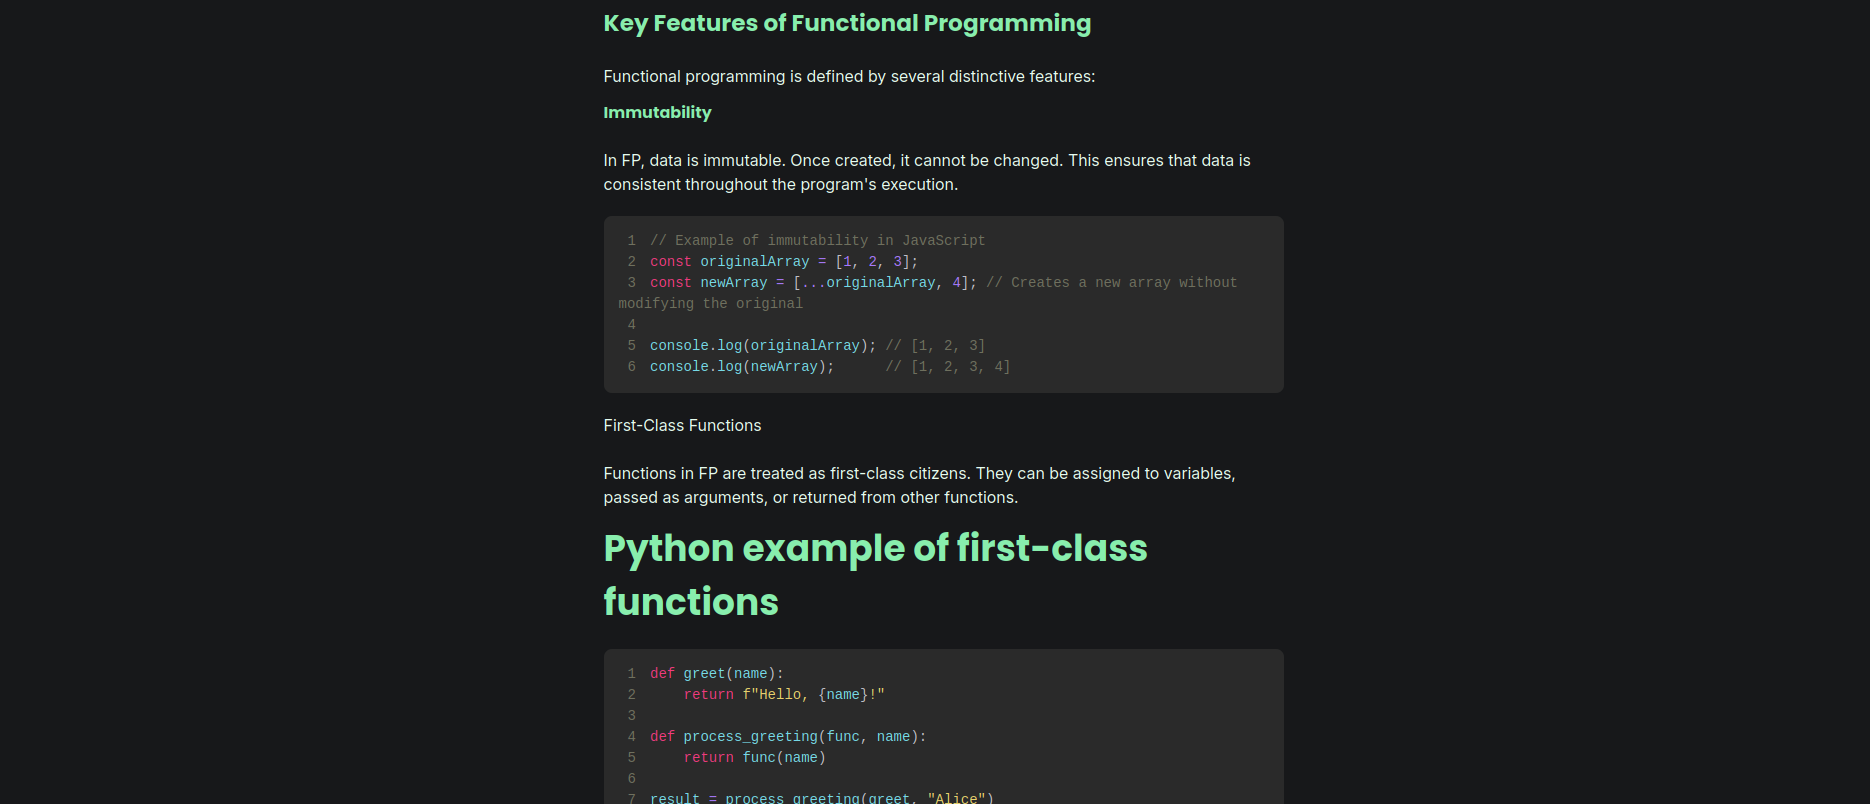 Key Features of Functional Programming
Functional programming is defined by several distinctive features:
Immutability
In FP, data is immutable. Once created, it cannot be changed. This ensures that data is
consistent throughout the program's execution.
1 // Example of immutability in JavaScript
2 const originalArray = [1, 2, 3];
3 const newArray = [...originalArray, 4]; // Creates a new array without
modifying the original
4
5 console.log(originalArray); // [1, 2, 3]
6 console.log(newArray);      // [1, 2, 3, 4]
First-Class Functions
Functions in FP are treated as first-class citizens. They can be assigned to variables,
passed as arguments, or returned from other functions.
Python example of first-class
functions
1 def greet(name):
2     return f"Hello, {name}!"
3
4 def process_greeting(func, name):
5     return func(name)
6
7 result = process_greeting(greet, "Alice")